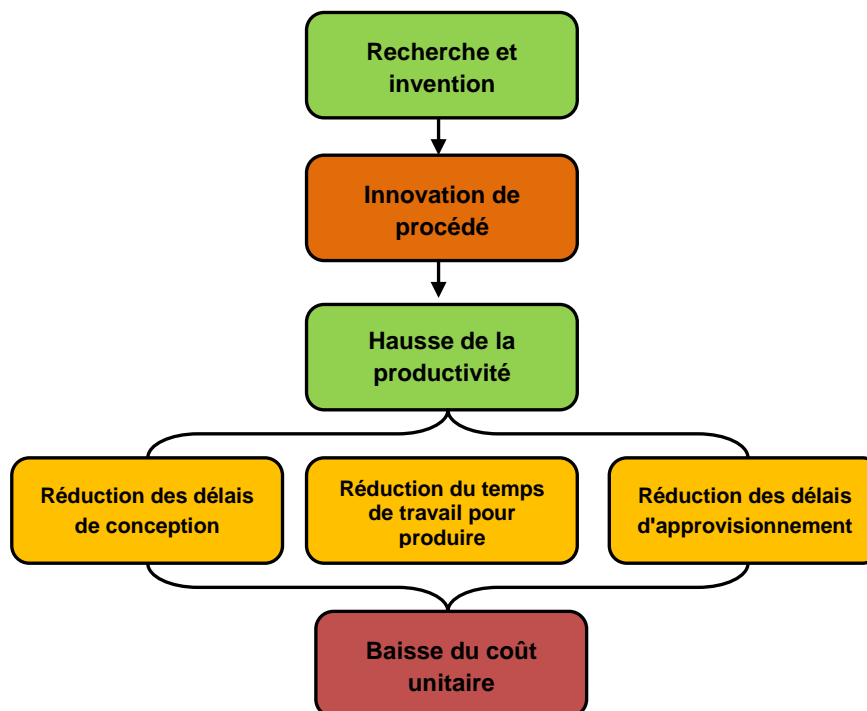 Recherche et
invention
Innovation de
procédé
Hausse de la
productivité
Réduction des délais
de conception
Réduction du temps
de travail pour
produire
Réduction des délais
d'approvisionnement
Baisse du coût
unitaire